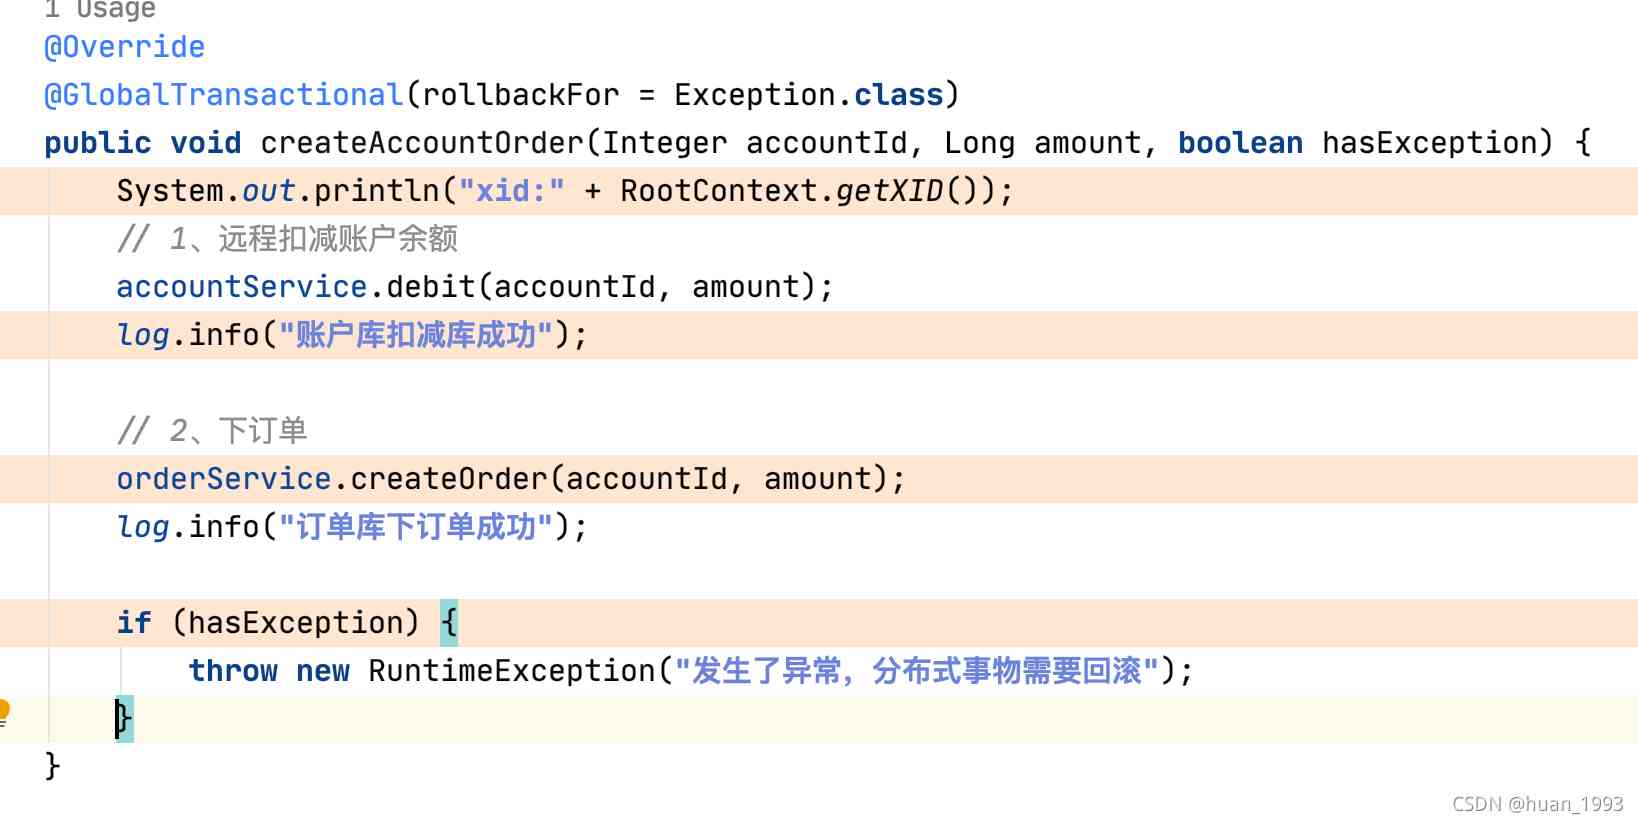 1 Usage
@Override
@GlobalTransactional(rollbackFor = Exception.class)
public void createAccountOrder(Integer accountId, Long amount, boolean hasException) {
System.out.println("xid:" + RootContext.getXID());
// 1、远程扣减账户余额
accountService.debit(accountId, amount);
log.info("账户库扣减库成功");
// 2、下订单
orderService.createOrder(accountId, amount);
log.info("订单库下订单成功");
if (hasException) {
throw new RuntimeException("发生了异常，分布式事物需要回滚");
}
}
CSDN @huan_1993